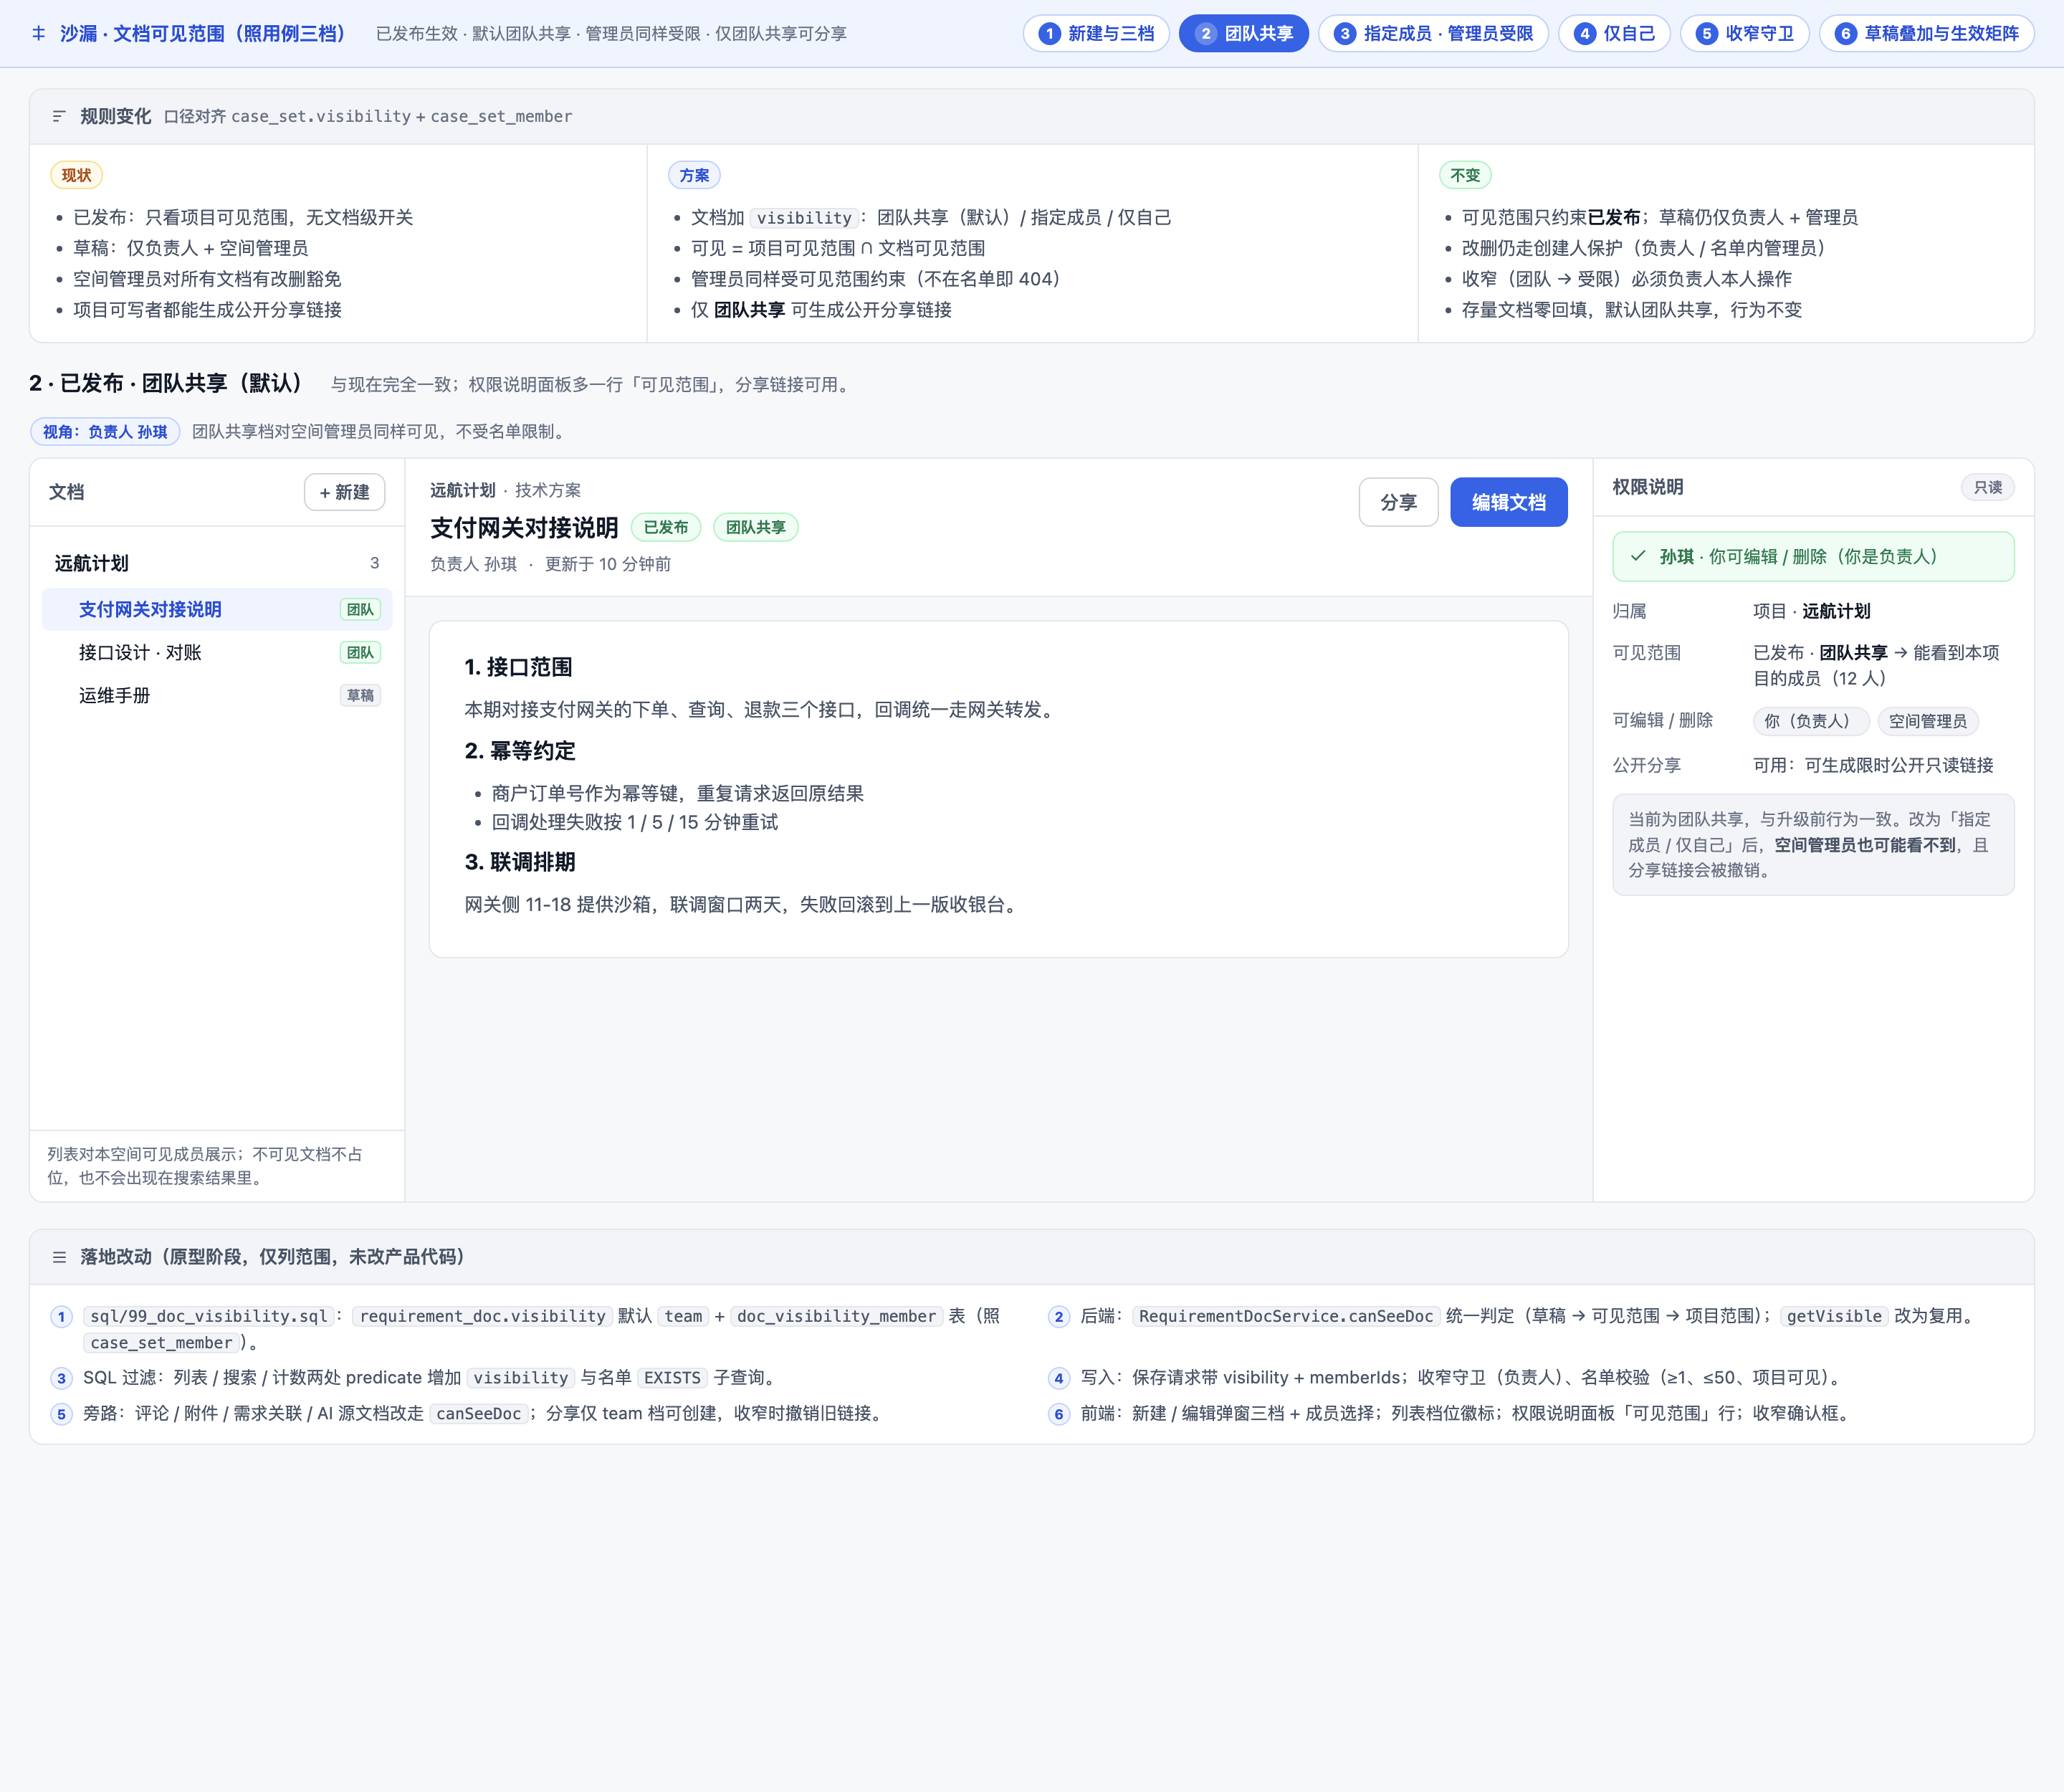 沙漏 · 文档可见范围（照用例三档）
已发布生效 · 默认团队共享 · 管理员同样受限 · 仅团队共享可分享
1 新建与三档
2 团队共享
3 指定成员 · 管理员受限
4 仅自己
5 收窄守卫
6 草稿叠加与生效矩阵
规则变化 口径对齐 case_set.visibility + case_set_member
现状
• 已发布：只看项目可见范围，无文档级开关
• 草稿：仅负责人 + 空间管理员
• 空间管理员对所有文档有改删豁免
• 项目可写者都能生成公开分享链接
方案
• 文档加 visibility：团队共享（默认）/ 指定成员 / 仅自己
• 可见 = 项目可见范围 ∩ 文档可见范围
• 管理员同样受可见范围约束（不在名单即 404）
• 仅 团队共享 可生成公开分享链接
不变
• 可见范围只约束已发布；草稿仍仅负责人 + 管理员
• 改删仍走创建人保护（负责人 / 名单内管理员）
• 收窄（团队 → 受限）必须负责人本人操作
• 存量文档零回填，默认团队共享，行为不变
2 · 已发布 · 团队共享（默认） 与现在完全一致；权限说明面板多一行「可见范围」，分享链接可用。
视角：负责人 孙琪 团队共享档对空间管理员同样可见，不受名单限制。
文档
+ 新建
远航计划 3
支付网关对接说明 团队
接口设计 · 对账 团队
运维手册 草稿
列表对本空间可见成员展示；不可见文档不占
位，也不会出现在搜索结果里。
远航计划 · 技术方案
支付网关对接说明 已发布 团队共享
负责人 孙琪 · 更新于 10 分钟前
分享
编辑文档
1. 接口范围
本期对接支付网关的下单、查询、退款三个接口，回调统一走网关转发。
2. 幂等约定
• 商户订单号作为幂等键，重复请求返回原结果
• 回调处理失败按 1 / 5 / 15 分钟重试
3. 联调排期
网关侧 11-18 提供沙箱，联调窗口两天，失败回滚到上一版收银台。
权限说明 只读
孙琪 · 你可编辑 / 删除（你是负责人）
归属 项目 · 远航计划
可见范围 已发布 · 团队共享 → 能看到本项
目的成员（12 人）
可编辑 / 删除 你（负责人） 空间管理员
公开分享 可用：可生成限时公开只读链接
当前为团队共享，与升级前行为一致。改为「指定
成员 / 仅自己」后，空间管理员也可能看不到，且
分享链接会被撤销。
落地改动（原型阶段，仅列范围，未改产品代码）
1 sql/99_doc_visibility.sql：requirement_doc.visibility 默认 team + doc_visibility_member 表（照
case_set_member）。
2 后端：RequirementDocService.canSeeDoc 统一判定（草稿 → 可见范围 → 项目范围）；getVisible 改为复用。
3 SQL 过滤：列表 / 搜索 / 计数两处 predicate 增加 visibility 与名单 EXISTS 子查询。
4 写入：保存请求带 visibility + memberIds；收窄守卫（负责人）、名单校验（≥1、≤50、项目可见）。
5 旁路：评论 / 附件 / 需求关联 / AI 源文档改走 canSeeDoc；分享仅 team 档可创建，收窄时撤销旧链接。
6 前端：新建 / 编辑弹窗三档 + 成员选择；列表档位徽标；权限说明面板「可见范围」行；收窄确认框。